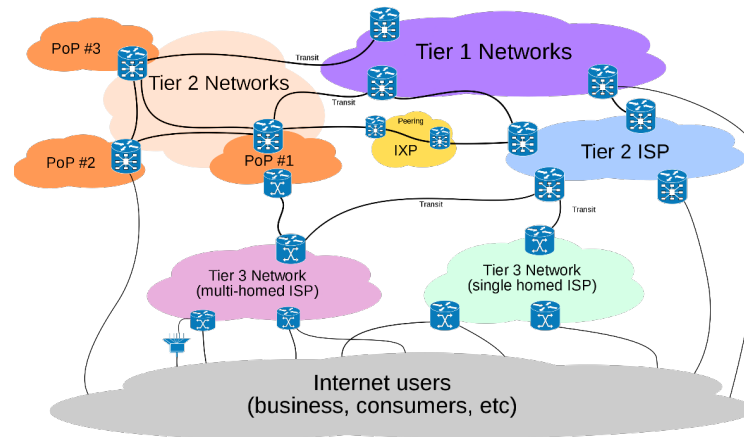 PoP #3
Transit
Tier 1 Networks
Tier 2 Networks
Transit
Peering
IXP
PoP #2
PoP #1
Tier 2 ISP
Transit
Transit
Tier 3 Network
(multi-homed ISP)
Tier 3 Network
(single homed ISP)
Internet users
(business, consumers, etc)